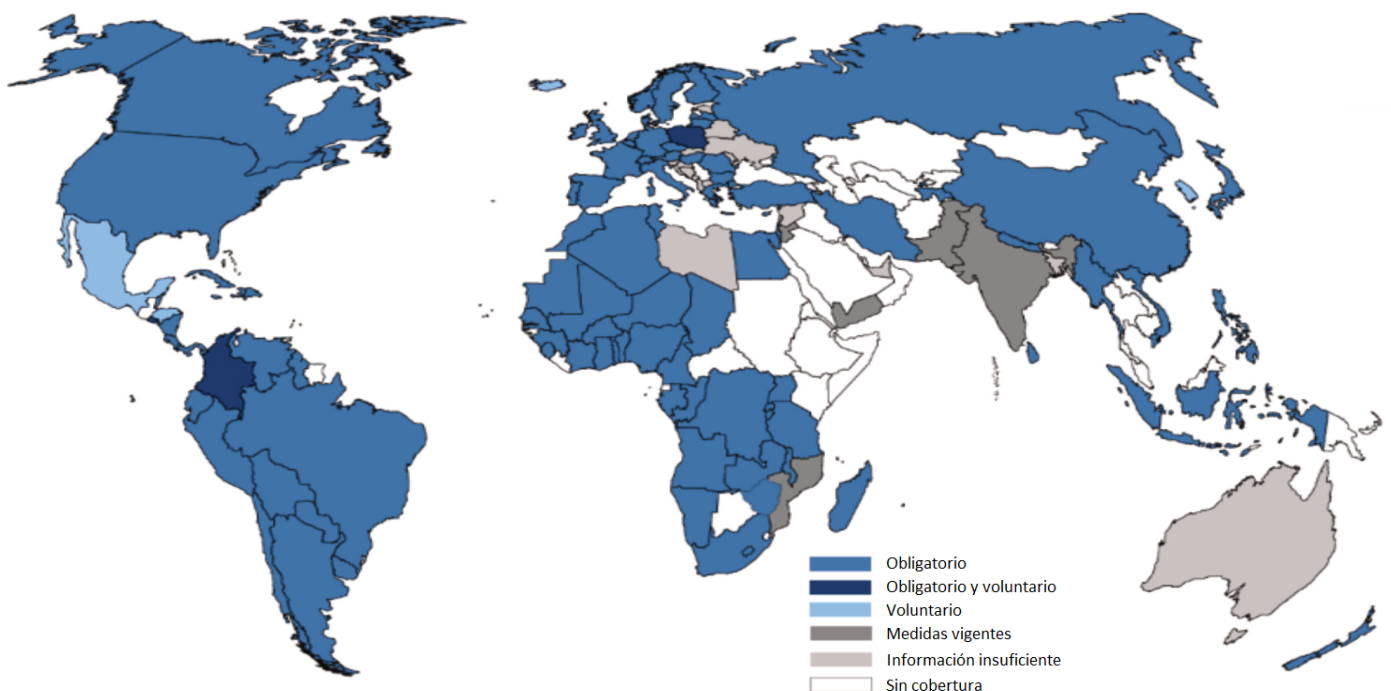 Obligatorio
Obligatorio y voluntario
Voluntario
Medidas vigentes
Información insuficiente
Sin cobertura